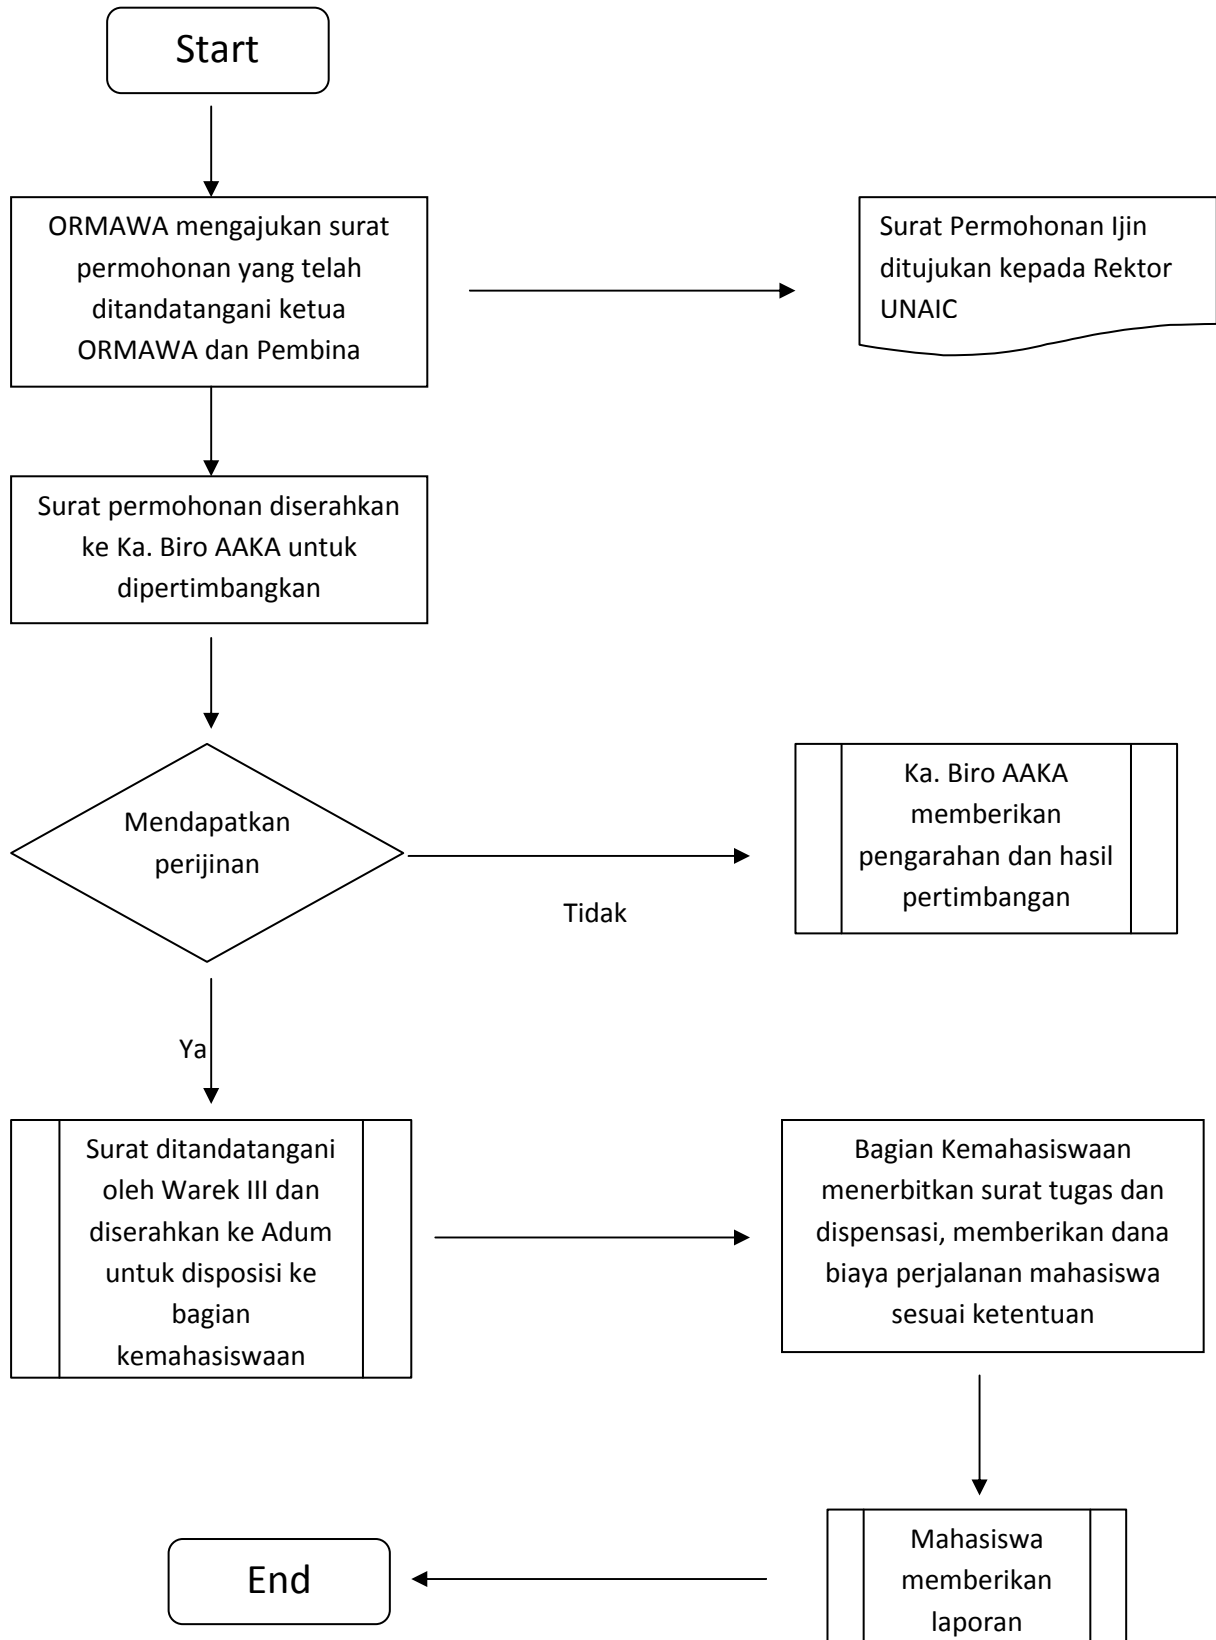 Start
ORMAWA mengajukan surat
permohonan yang telah
ditandatangani ketua
ORMAWA dan Pembina
Surat Permohonan Ijin
ditujukan kepada Rektor
UNAIC
Surat permohonan diserahkan
ke Ka. Biro AAKA untuk
dipertimbangkan
Mendapatkan
perijinan
Tidak
Ka. Biro AAKA
memberikan
pengarahan dan hasil
pertimbangan
Ya
Surat ditandatangani
oleh Warek III dan
diserahkan ke Adum
untuk disposisi ke
bagian
kemahasiswaan
Bagian Kemahasiswaan
menerbitkan surat tugas dan
dispensasi, memberikan dana
biaya perjalanan mahasiswa
sesuai ketentuan
Mahasiswa
memberikan
laporan
End